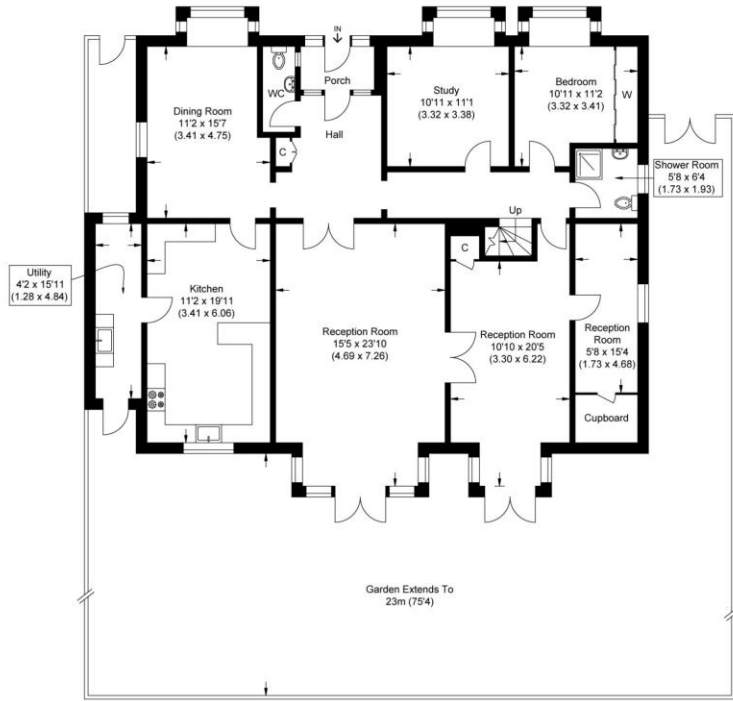 IN
Porch
WC
Dining Room
11'2 x 15'7
(3.41 x 4.75)
Hall
C
Study
10'11 x 11'1
(3.32 x 3.38)
Bedroom
10'11 x 11'2
(3.32 x 3.41)
W
Shower Room
5'8 x 6'4
(1.73 x 1.93)
Up
C
Utility
4'2 x 15'11
(1.28 x 4.84)
Kitchen
11'2 x 19'11
(3.41 x 6.06)
Reception Room
15'5 x 23'10
(4.69 x 7.26)
Reception Room
10'10 x 20'5
(3.30 x 6.22)
Reception
Room
5'8 x 15'4
(1.73 x 4.68)
Cupboard
Garden Extends To
23m (75'4)